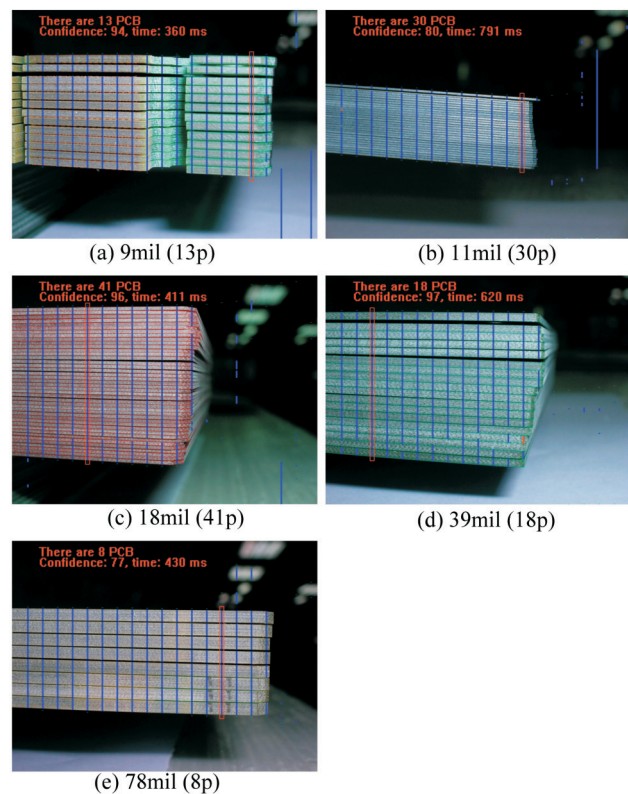 There are 13 PCB
Confidence: 94, time: 360 ms
There are 30 PCB
Confidence: 80, time: 791 ms
(a) 9mil (13p)
(b) 11mil (30p)
There are 41 PCB
Confidence: 96, time: 411 ms
There are 18 PCB
Confidence: 97, time: 620 ms
(c) 18mil (41p)
(d) 39mil (18p)
There are 8 PCB
Confidence: 77, time: 430 ms
(e) 78mil (8p)